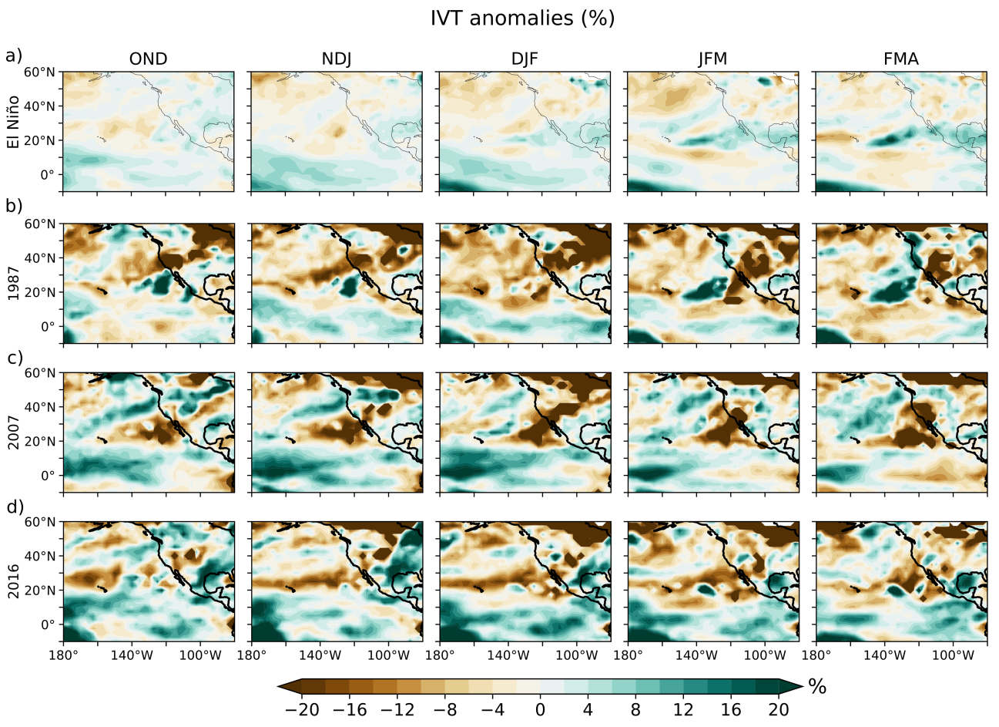 IVT anomalies (%)
a)
OND NDJ DJF JFM FMA
60°N
40°N
20°N
0°
El Niño
b)
60°N
40°N
20°N
0°
1987
c)
60°N
40°N
20°N
0°
2007
d)
60°N
40°N
20°N
0°
2016
180° 140°W 100°W 180° 140°W 100°W 180° 140°W 100°W 180° 140°W 100°W 180° 140°W 100°W
%
−20 −16 −12 −8 −4 0 4 8 12 16 20